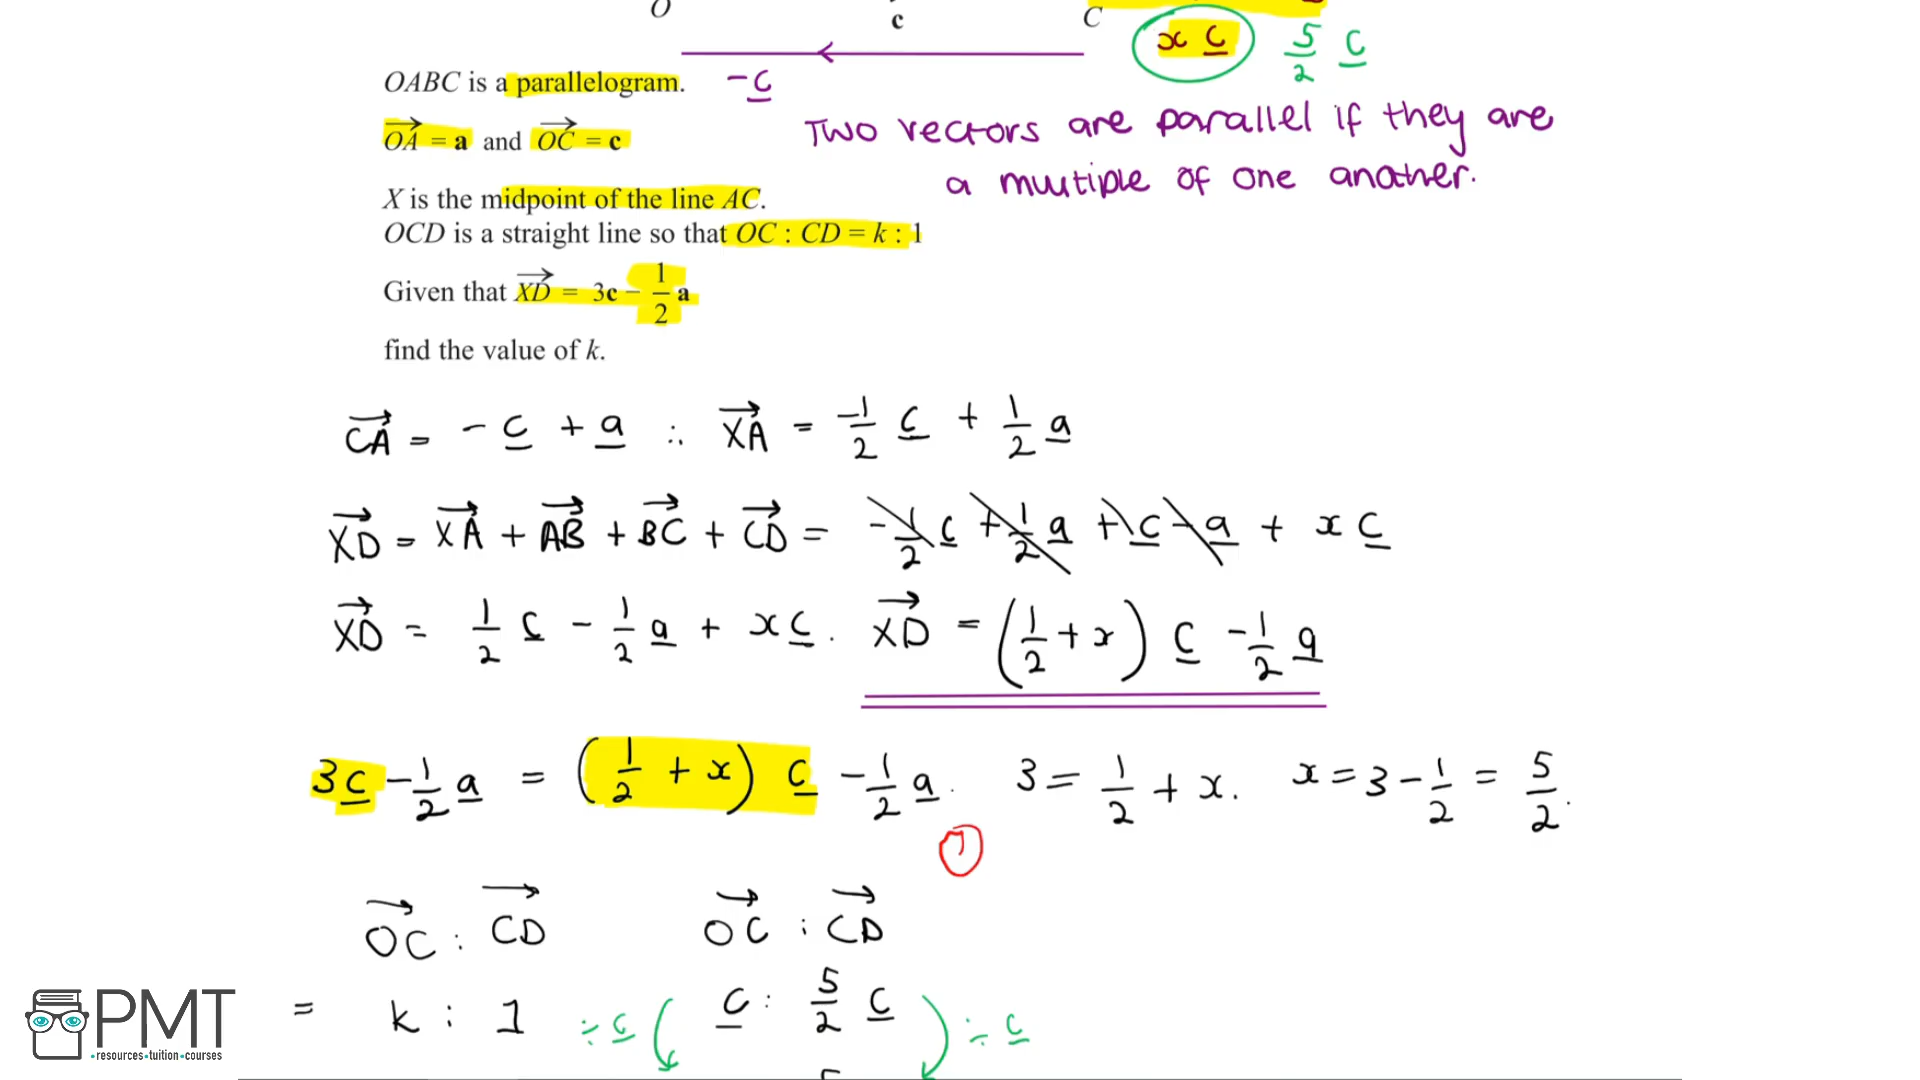 O c C
x c 5/2 c
OABC is a parallelogram. -c
Two vectors are parallel if they are
a multiple of one another.
OA = a and OC = c
X is the midpoint of the line AC.
OCD is a straight line so that OC : CD = k : 1
Given that XD = 3c − 1/2 a
find the value of k.
CA = - c + a ∴ XA = -1/2 c + 1/2 a
XD = XA + AB + BC + CD = -1/2 c + 1/2 a + c - a + x c
XD = 1/2 c - 1/2 a + x c. XD = (1/2 + x) c - 1/2 a
3c - 1/2 a = (1/2 + x) c - 1/2 a. 3 = 1/2 + x. x = 3 - 1/2 = 5/2.
1
OC : CD OC : CD
= k : 1 ÷ c c : 5/2 c ÷ c
PMT
•resources•tuition•courses